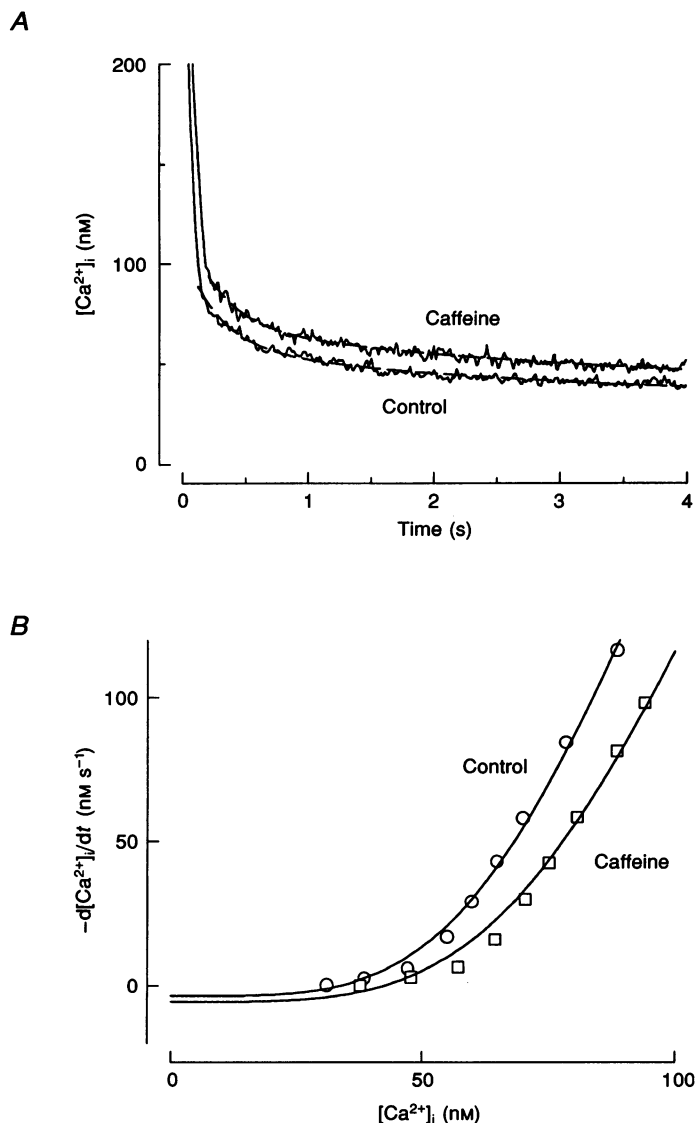 A
200
100
0
[Ca²⁺]ᵢ (nM)
Caffeine
Control
0 1 2 3 4
Time (s)
B
100
50
0
–d[Ca²⁺]ᵢ/dt (nM s⁻¹)
Control
Caffeine
0 50 100
[Ca²⁺]ᵢ (nM)